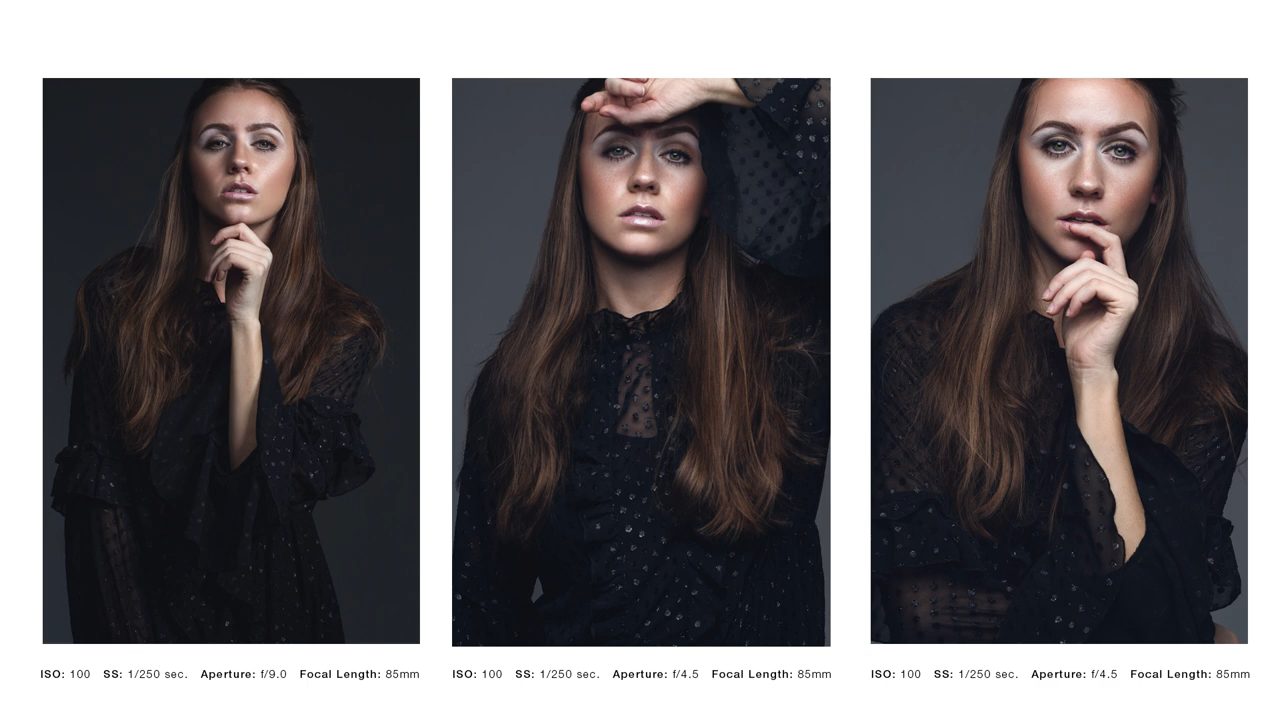 ISO: 100 SS: 1/250 sec. Aperture: f/9.0 Focal Length: 85mm
ISO: 100 SS: 1/250 sec. Aperture: f/4.5 Focal Length: 85mm
ISO: 100 SS: 1/250 sec. Aperture: f/4.5 Focal Length: 85mm